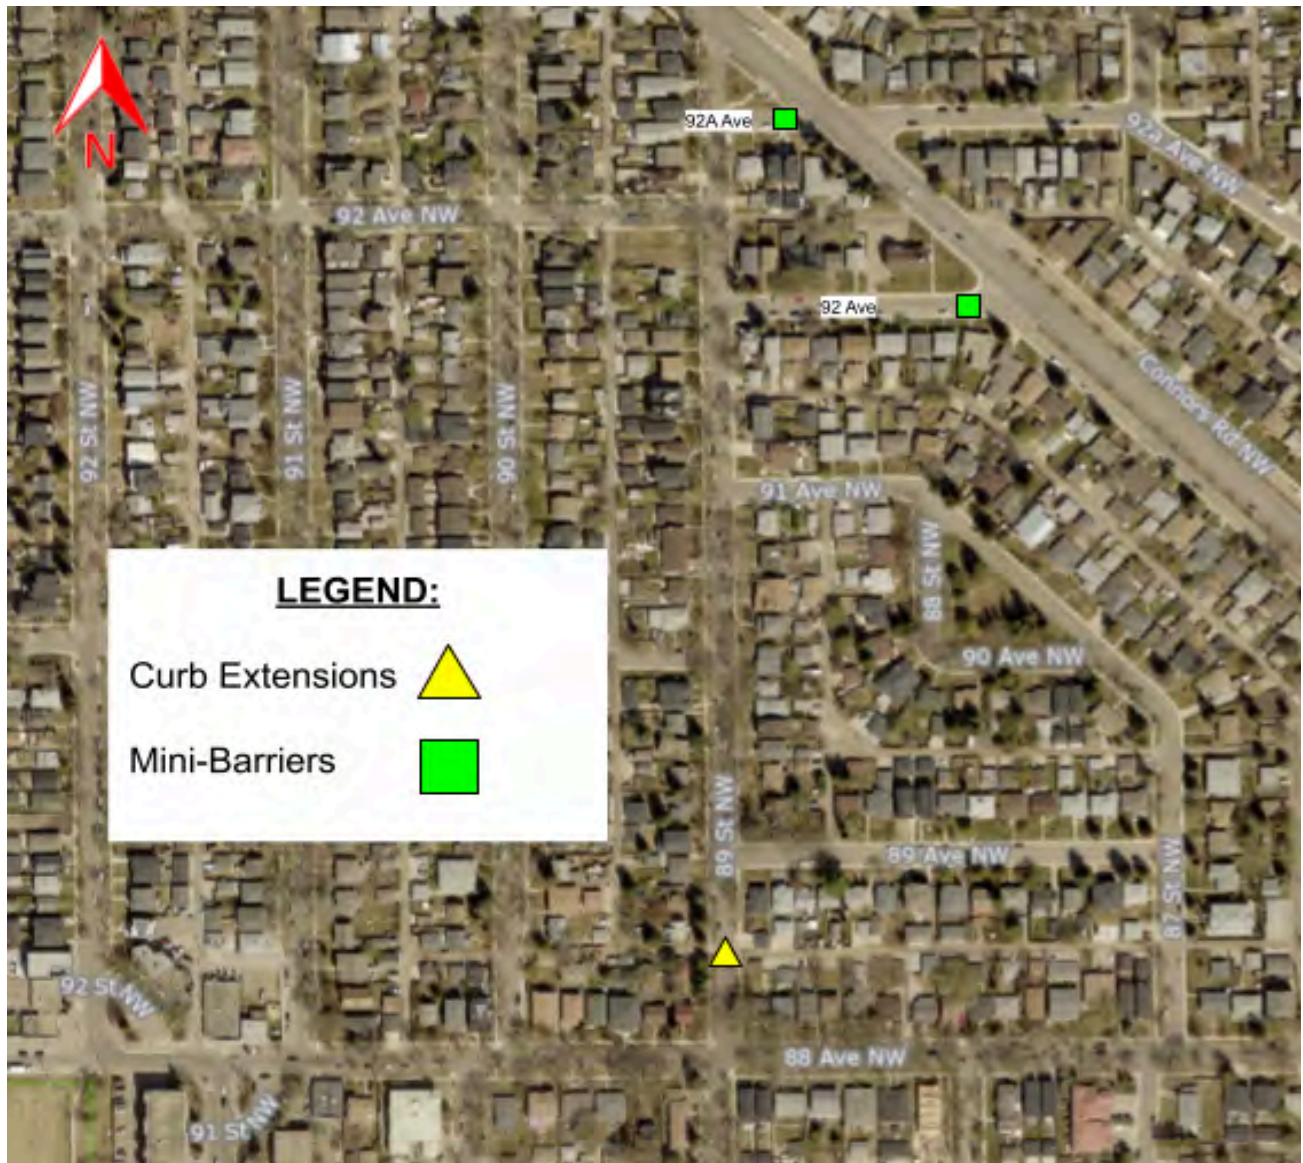 N
92A Ave
92a Ave NW
92 Ave NW
92 Ave
Connors Rd NW
92 St NW
91 St NW
90 St NW
91 Ave NW
88 St NW
90 Ave NW
LEGEND:
Curb Extensions
Mini-Barriers
89 St NW
89 Ave NW
87 St NW
92 St NW
88 Ave NW
91 St NW